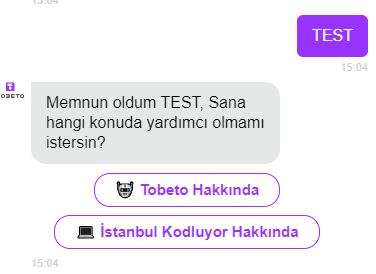 15:04
TEST
15:04
TOBETO
Memnun oldum TEST, Sana
hangi konuda yardımcı olmamı
istersin?
Tobeto Hakkında
İstanbul Kodluyor Hakkında
15:04